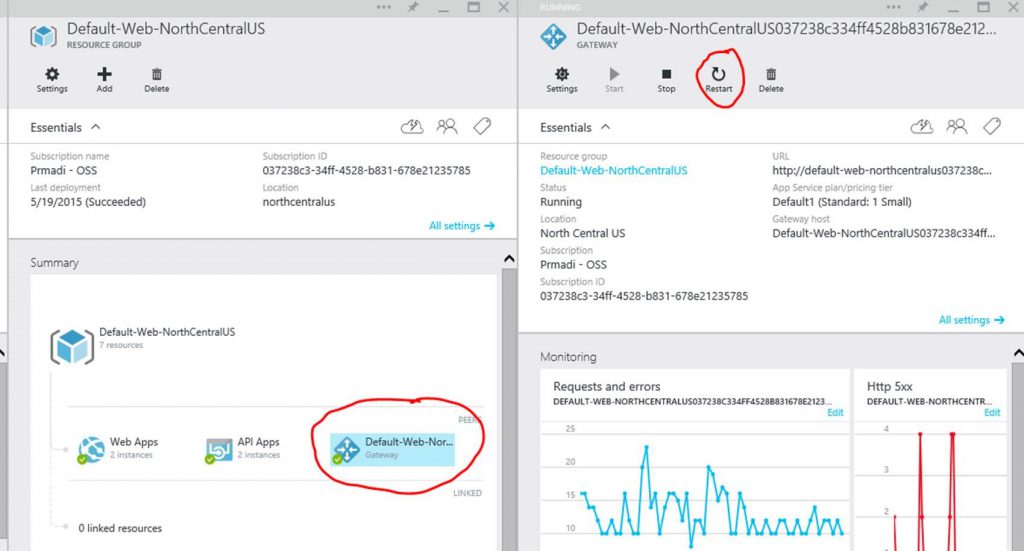 Default-Web-NorthCentralUS
RESOURCE GROUP
Settings
Add
Delete
Essentials
Subscription name
Prmadi - OSS
Subscription ID
037238c3-34ff-4528-b831-678e21235785
Last deployment
5/19/2015 (Succeeded)
Location
northcentralus
All settings
Summary
Default-Web-NorthCentralUS
7 resources
Web Apps
2 instances
API Apps
2 instances
Default-Web-Nor...
Gateway
LINKED
0 linked resources
RUNNING
Default-Web-NorthCentralUS037238c334ff4528b831678e212...
GATEWAY
Settings
Start
Stop
Restart
Delete
Essentials
Resource group
Default-Web-NorthCentralUS
URL
http://default-web-northcentralus037238c...
Status
Running
App Service plan/pricing tier
Default1 (Standard: 1 Small)
Location
North Central US
Gateway host
Default-Web-NorthCentralUS037238c334ff...
Subscription
Prmadi - OSS
Subscription ID
037238c3-34ff-4528-b831-678e21235785
All settings
Monitoring
Requests and errors
DEFAULT-WEB-NORTHCENTRALUS037238C334FF4528B831678E2123...
Edit
25
20
15
10
Http 5xx
DEFAULT-WEB-NORTHCENTR...
Edit
4
3
2